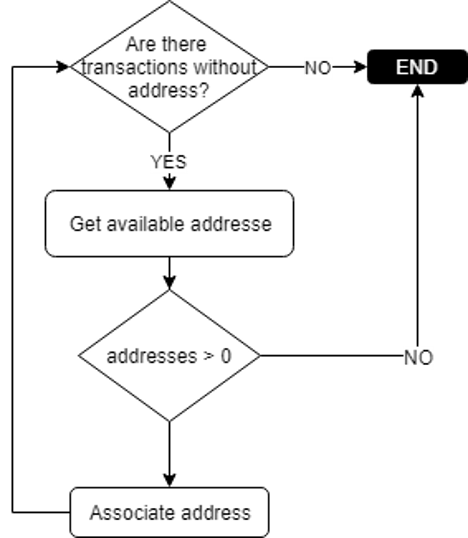 Are there
transactions without
address?
NO
END
YES
Get available addresse
addresses > 0
NO
Associate address